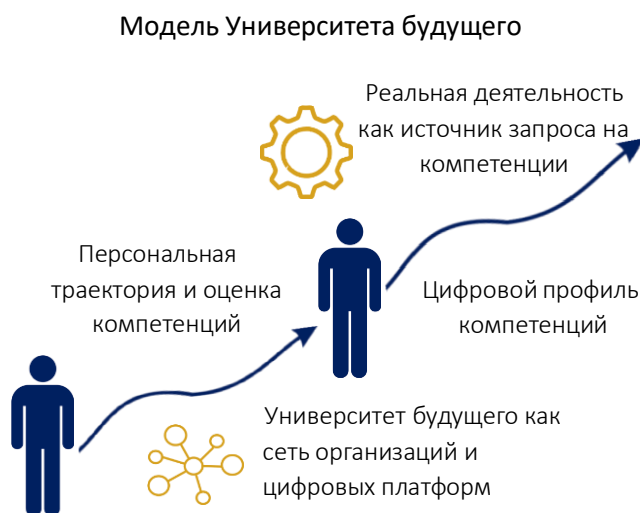 Модель Университета будущего
Реальная деятельность
как источник запроса на
компетенции
Персональная
траектория и оценка
компетенций
Цифровой профиль
компетенций
Университет будущего как
сеть организаций и
цифровых платформ